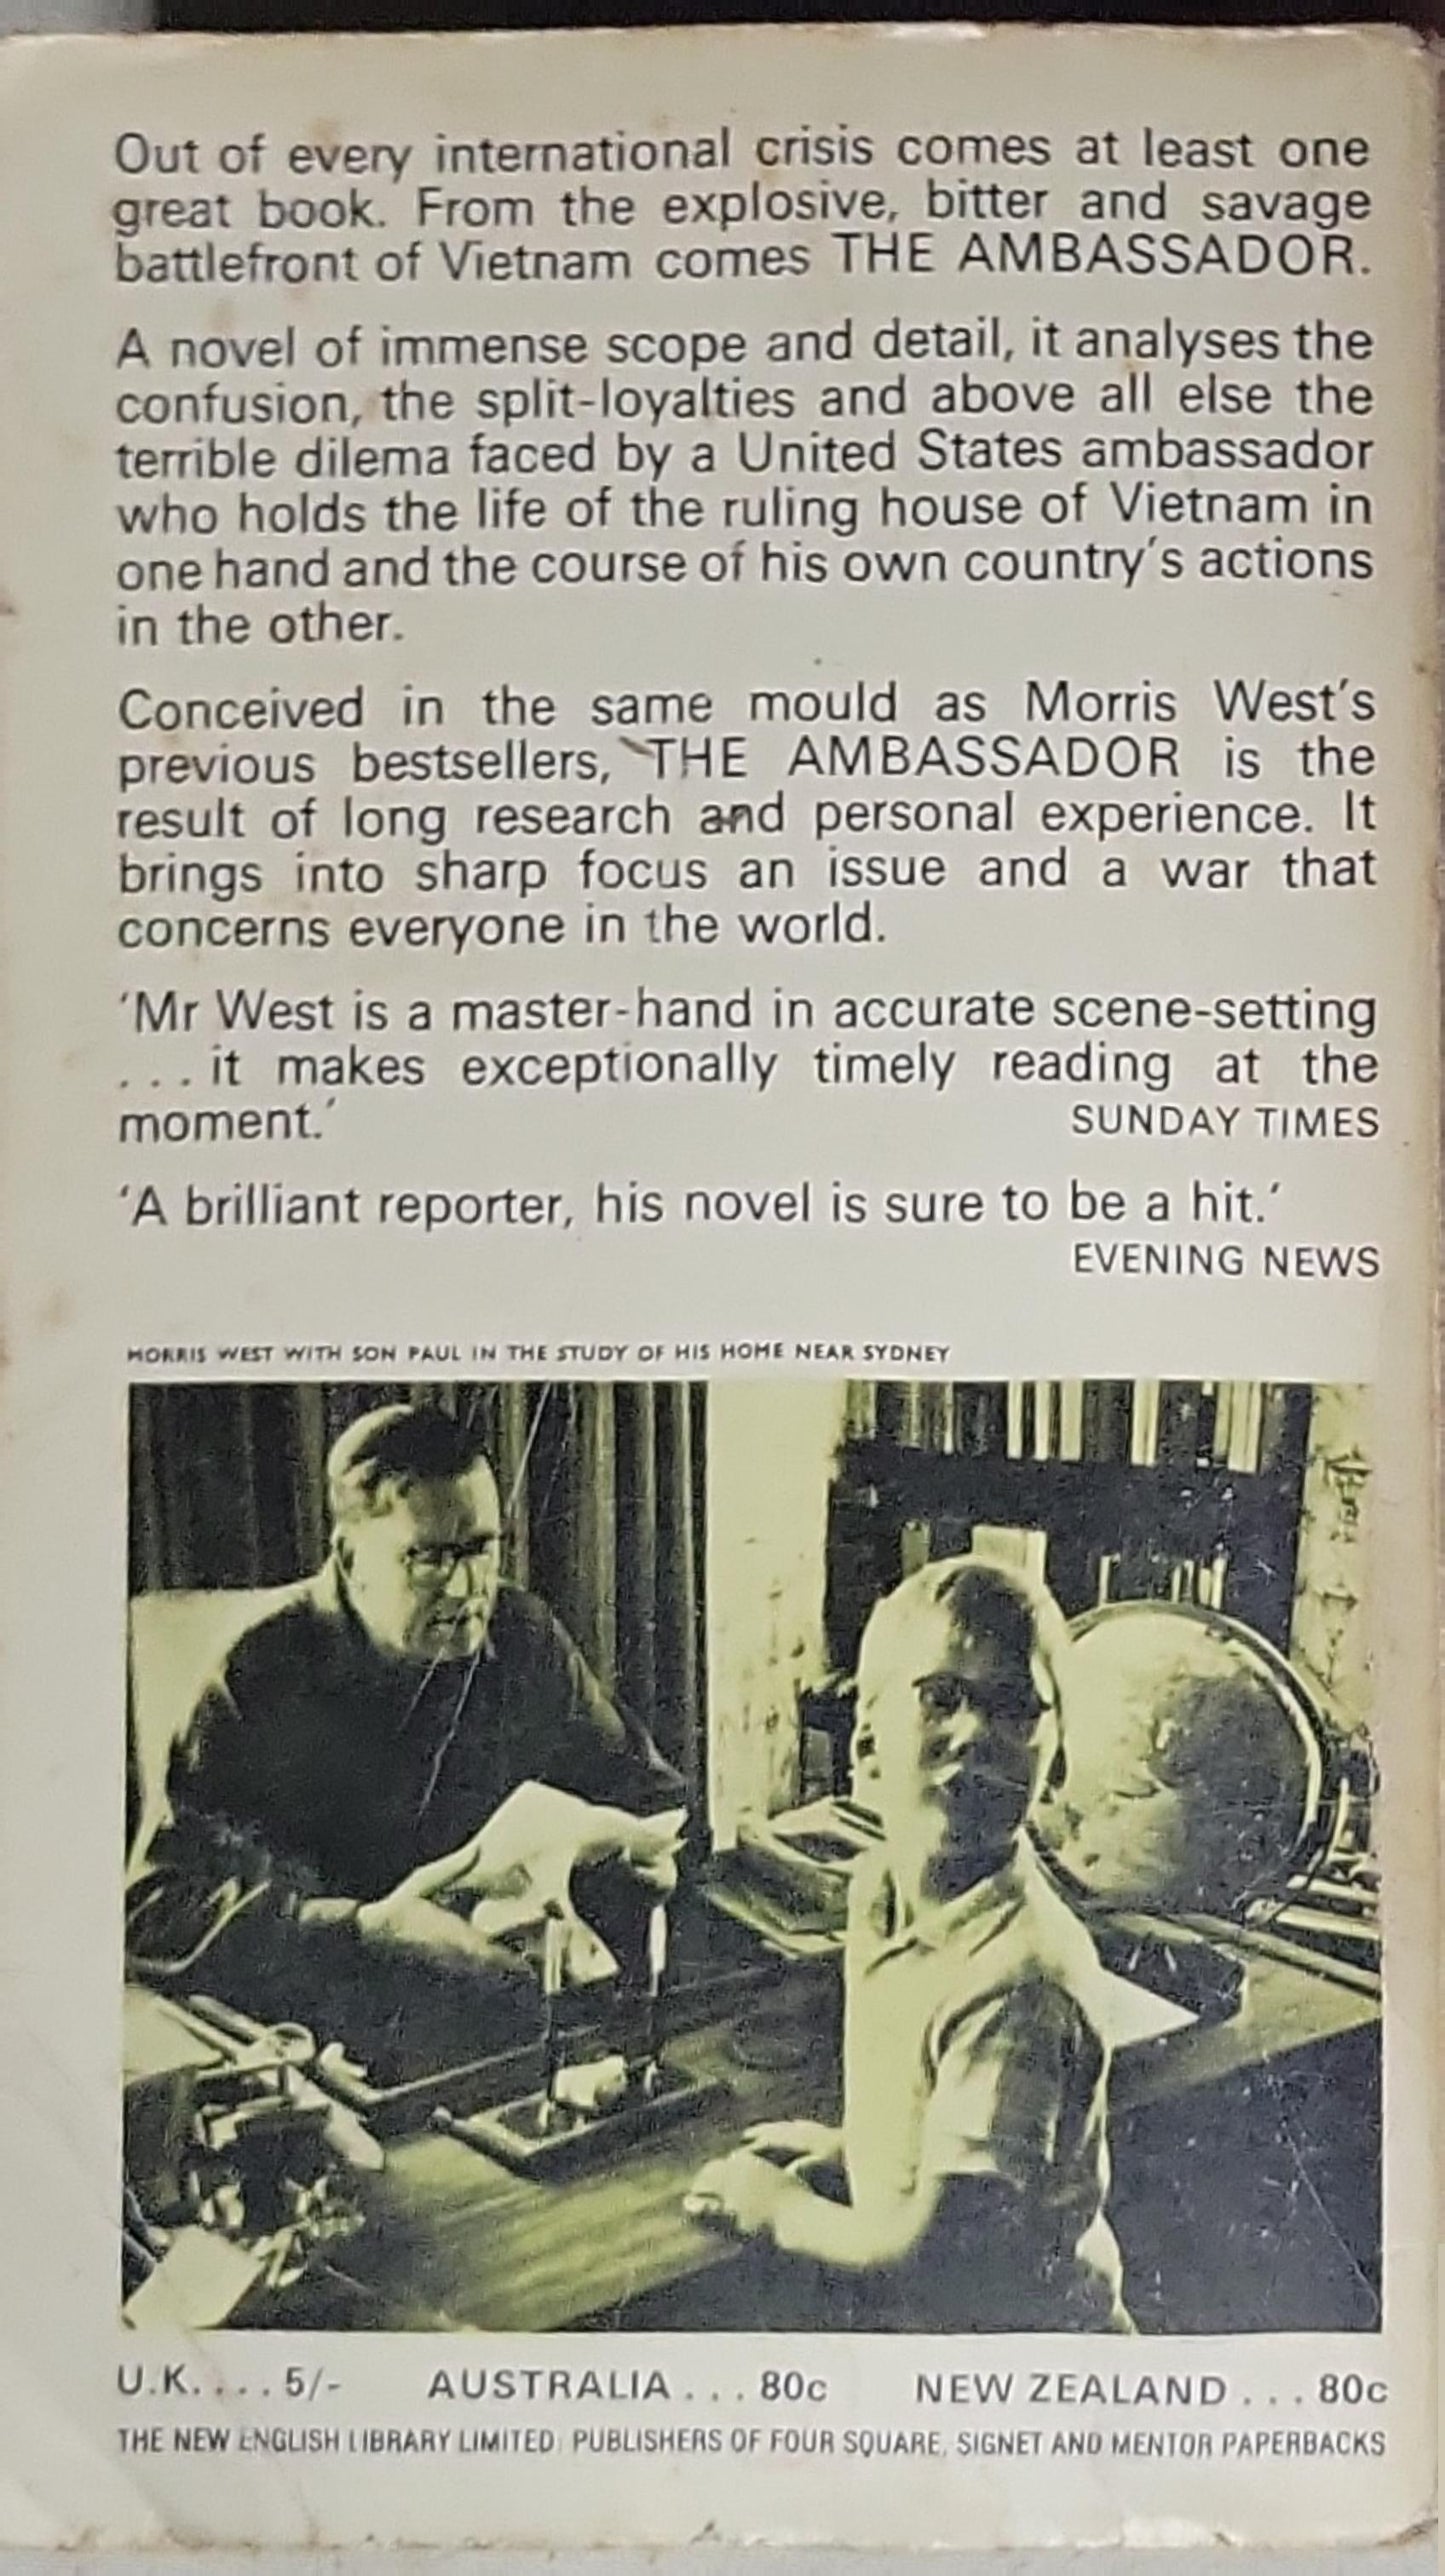 Out of every international crisis comes at least one
great book. From the explosive, bitter and savage
battlefront of Vietnam comes THE AMBASSADOR.
A novel of immense scope and detail, it analyses the
confusion, the split-loyalties and above all else the
terrible dilema faced by a United States ambassador
who holds the life of the ruling house of Vietnam in
one hand and the course of his own country's actions
in the other.
Conceived in the same mould as Morris West's
previous bestsellers, THE AMBASSADOR is the
result of long research and personal experience. It
brings into sharp focus an issue and a war that
concerns everyone in the world.
'Mr West is a master-hand in accurate scene-setting
...it makes exceptionally timely reading at the
moment.' SUNDAY TIMES
'A brilliant reporter, his novel is sure to be a hit.'
EVENING NEWS
MORRIS WEST WITH SON PAUL IN THE STUDY OF HIS HOME NEAR SYDNEY
U.K.... 5/- AUSTRALIA... 80c NEW ZEALAND... 80c
THE NEW ENGLISH LIBRARY LIMITED, PUBLISHERS OF FOUR SQUARE, SIGNET AND MENTOR PAPERBACKS